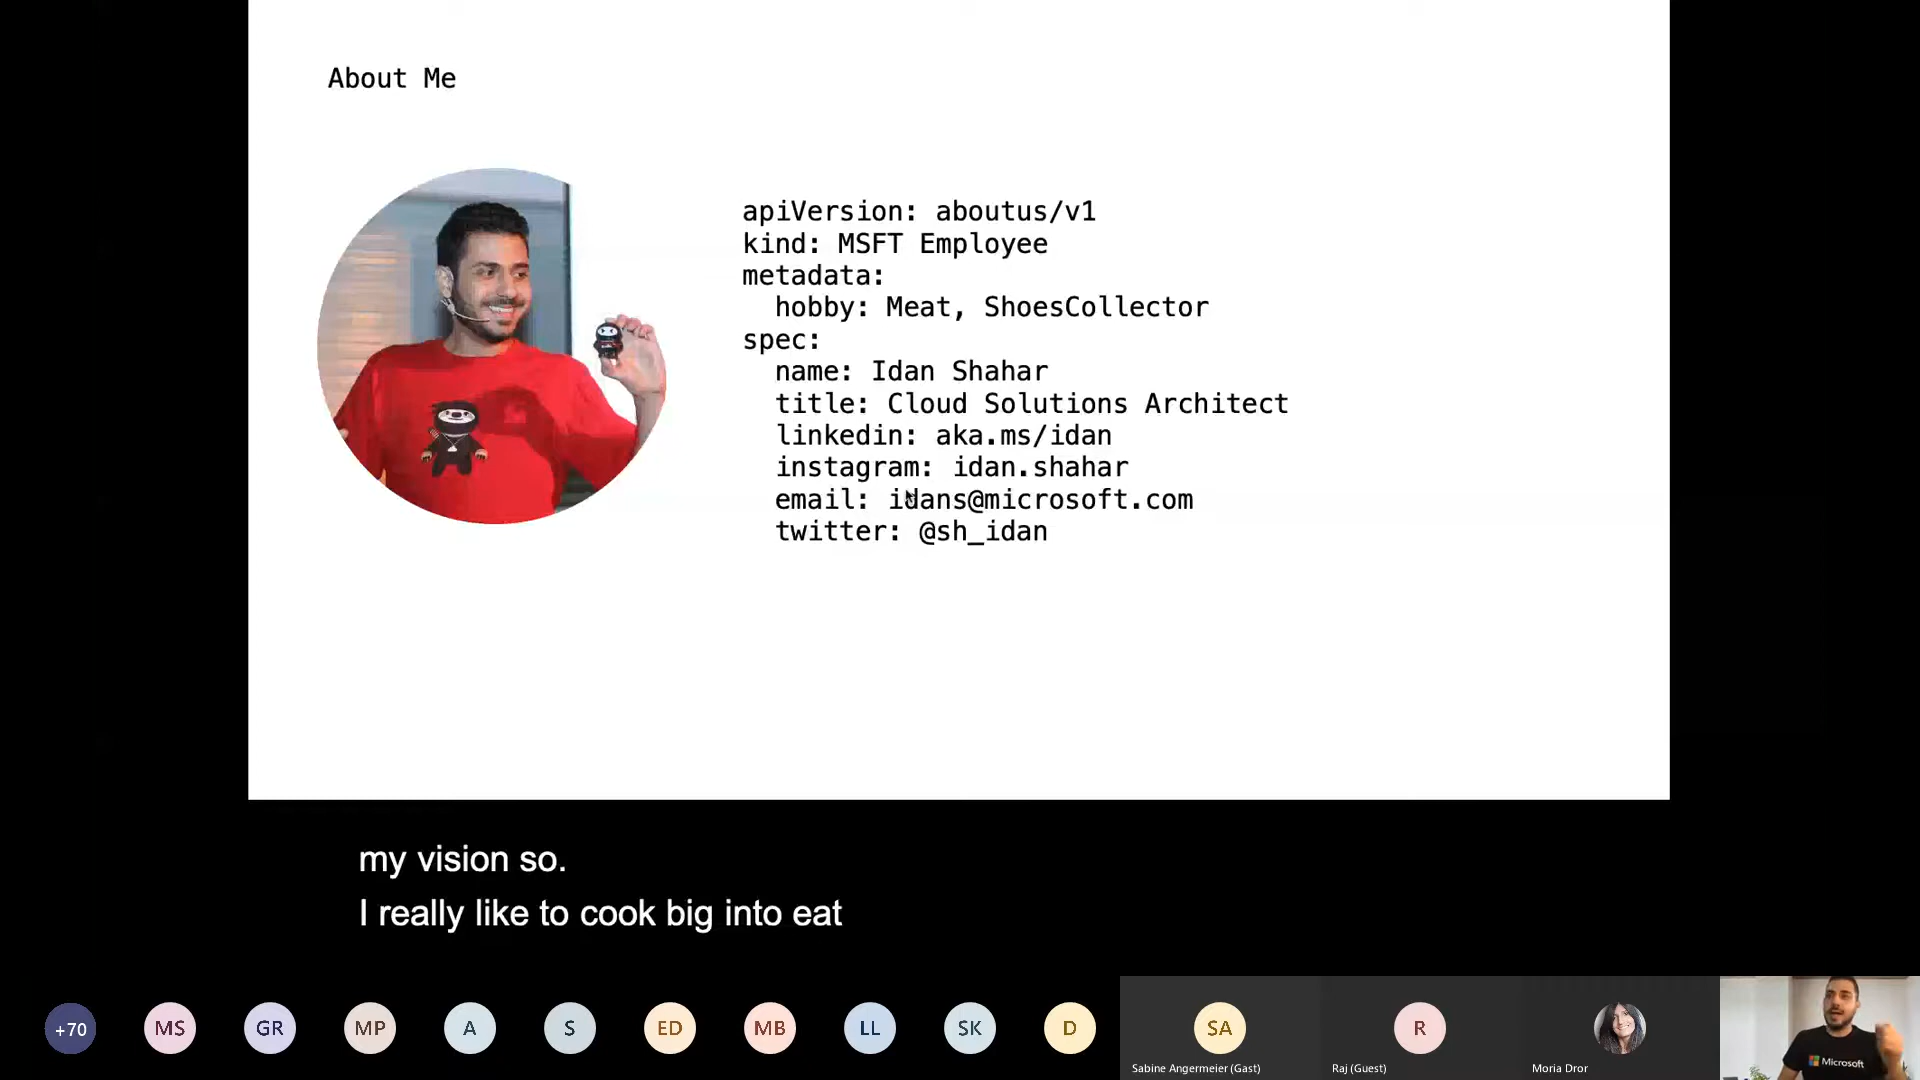 About Me
apiVersion: aboutus/v1
kind: MSFT Employee
metadata:
hobby: Meat, ShoesCollector
spec:
name: Idan Shahar
title: Cloud Solutions Architect
linkedin: aka.ms/idan
instagram: idan.shahar
email: idans@microsoft.com
twitter: @sh_idan
my vision so.
I really like to cook big into eat
+70 MS GR MP A S ED MB LL SK D SA R
Sabine Angermeier (Gast) Raj (Guest) Moria Dror
Microsoft